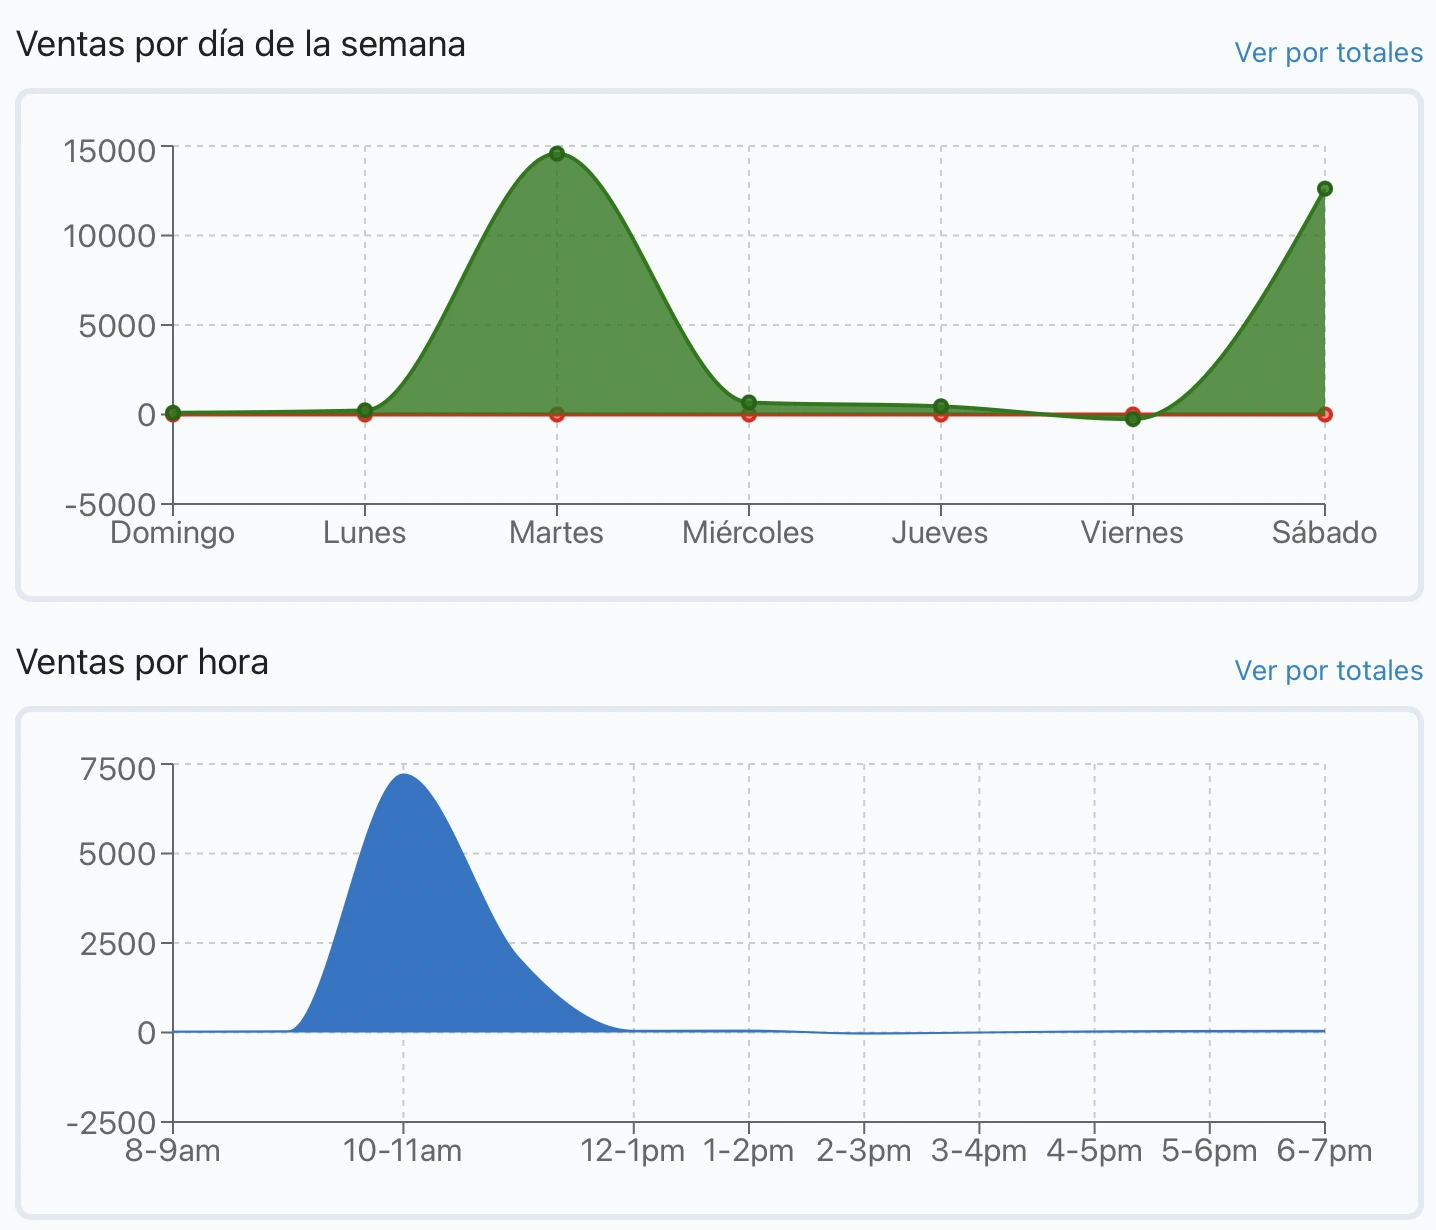 Ventas por día de la semana
Ver por totales
15000
10000
5000
0
-5000
Domingo Lunes Martes Miércoles Jueves Viernes Sábado
Ventas por hora
Ver por totales
7500
5000
2500
0
-2500
8-9am 10-11am 12-1pm 1-2pm 2-3pm 3-4pm 4-5pm 5-6pm 6-7pm